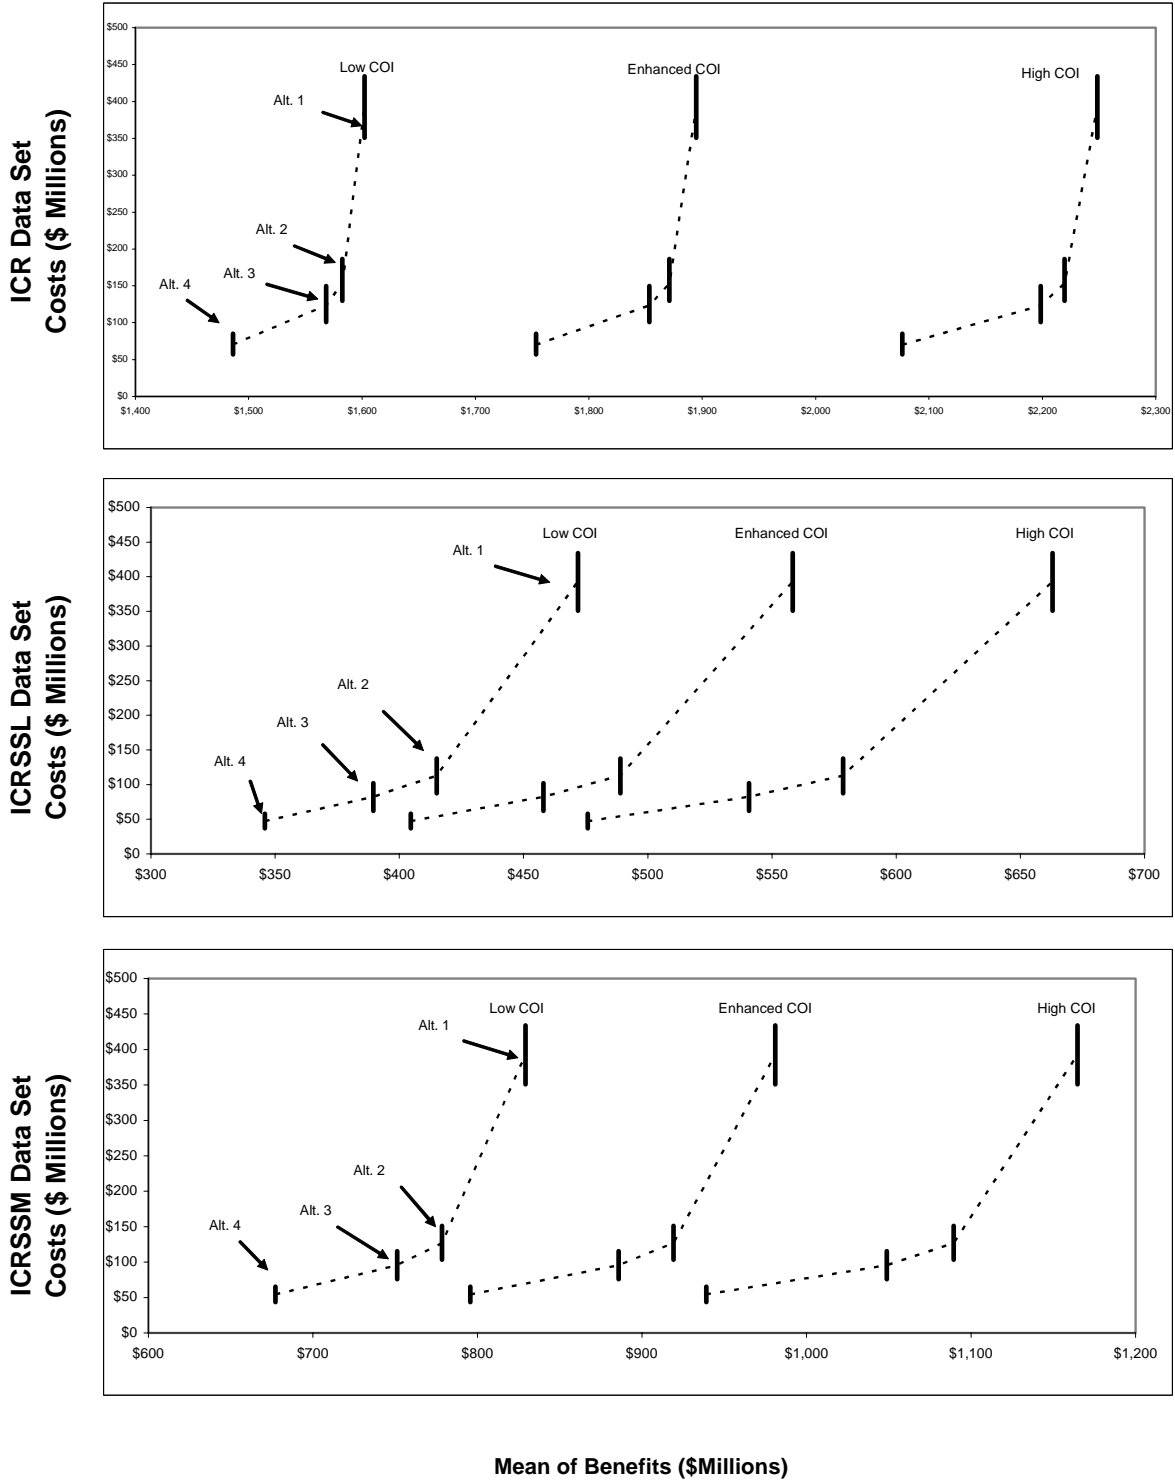 ICR Data Set
Costs ($ Millions)
$500
$450
$400
$350
$300
$250
$200
$150
$100
$50
$0
Low COI
Enhanced COI
High COI
Alt. 1
Alt. 2
Alt. 3
Alt. 4
$1,400 $1,500 $1,600 $1,700 $1,800 $1,900 $2,000 $2,100 $2,200 $2,300
ICRSSL Data Set
Costs ($ Millions)
$500
$450
$400
$350
$300
$250
$200
$150
$100
$50
$0
Low COI
Enhanced COI
High COI
Alt. 1
Alt. 2
Alt. 3
Alt. 4
$300 $350 $400 $450 $500 $550 $600 $650 $700
ICRSSM Data Set
Costs ($ Millions)
$500
$450
$400
$350
$300
$250
$200
$150
$100
$50
$0
Low COI
Enhanced COI
High COI
Alt. 1
Alt. 2
Alt. 3
Alt. 4
$600 $700 $800 $900 $1,000 $1,100 $1,200
Mean of Benefits ($Millions)